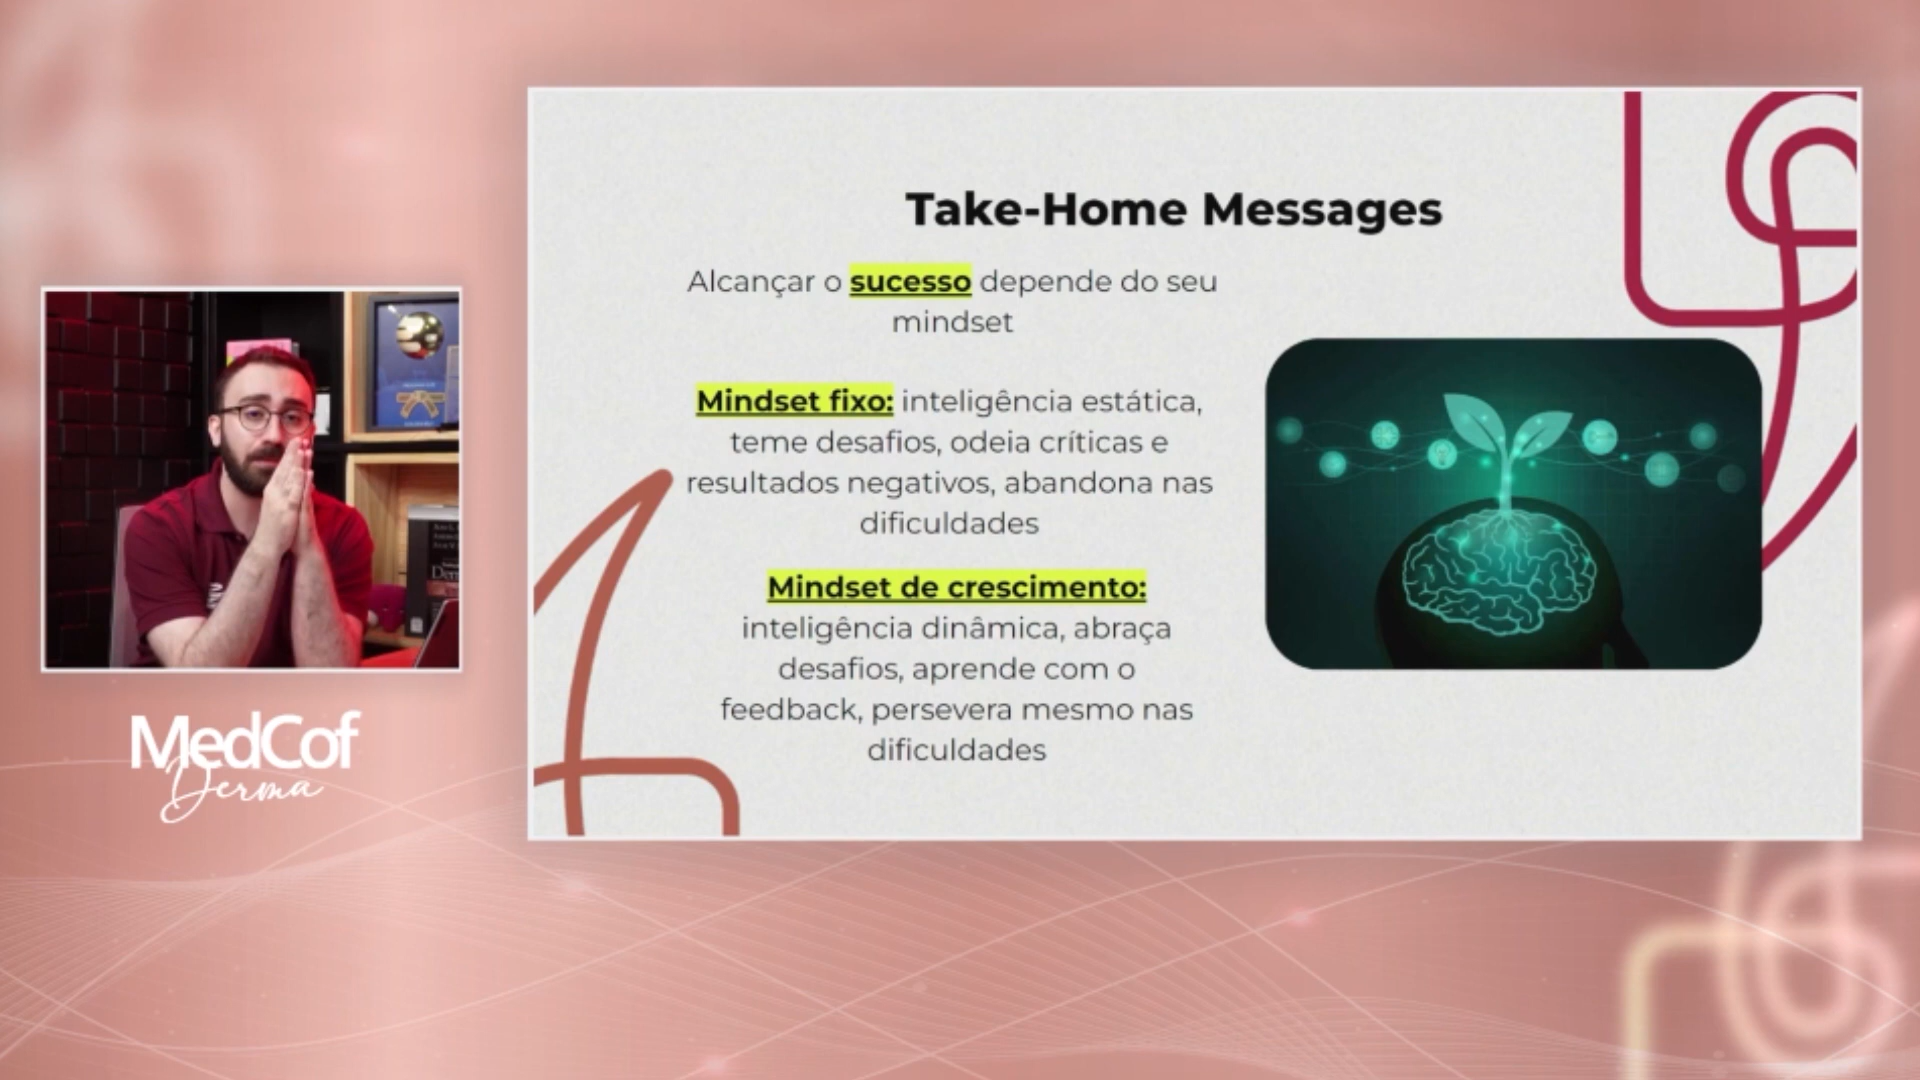 Take-Home Messages
Alcançar o sucesso depende do seu
mindset
Mindset fixo: inteligência estática,
teme desafios, odeia críticas e
resultados negativos, abandona nas
dificuldades
Mindset de crescimento:
inteligência dinâmica, abraça
desafios, aprende com o
feedback, persevera mesmo nas
dificuldades
MedCof
Derma